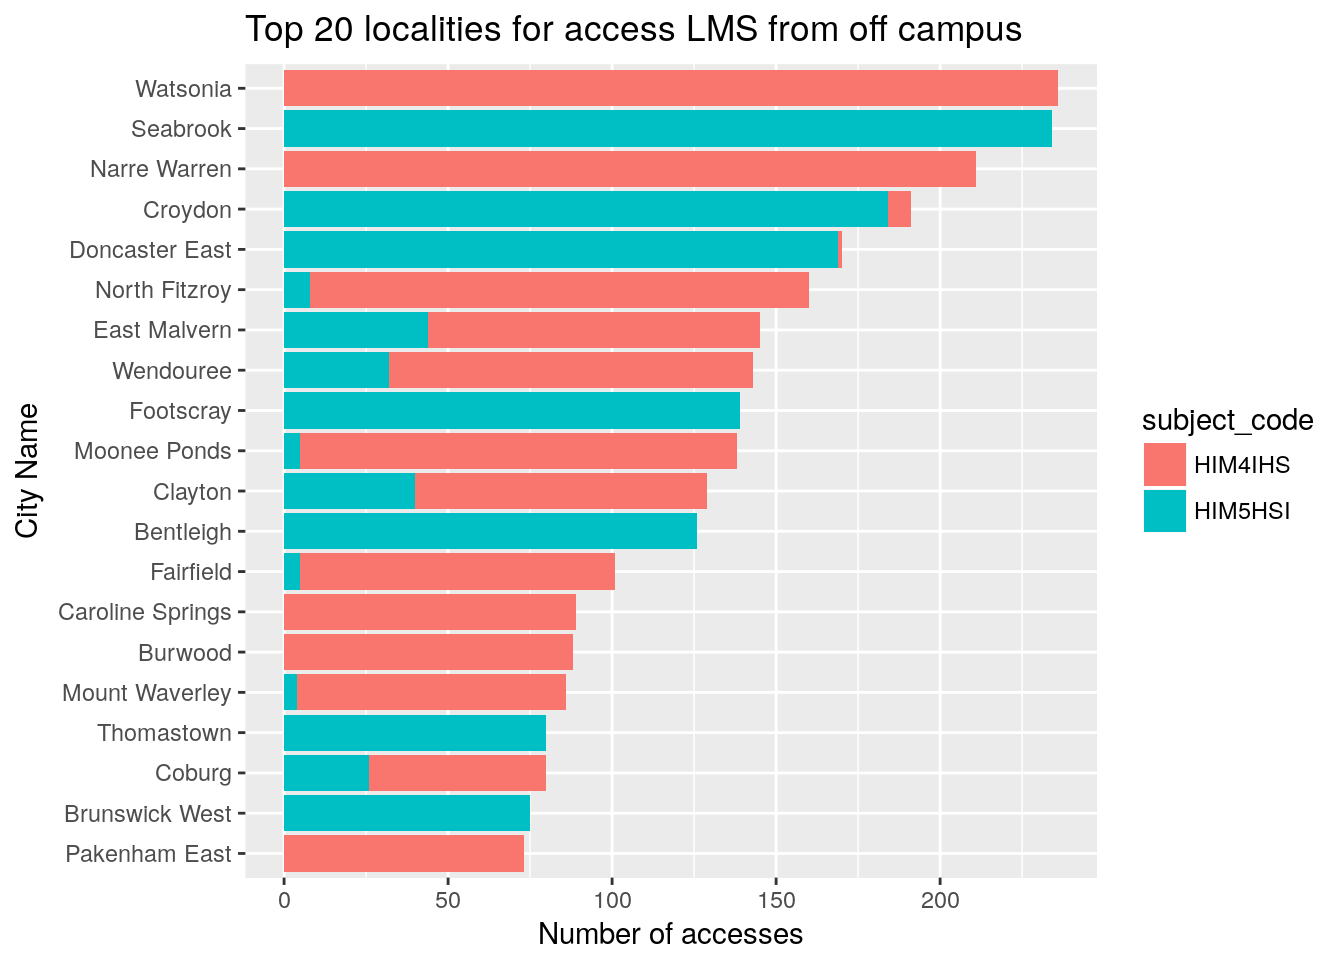 Top 20 localities for access LMS from off campus
Watsonia
Seabrook
Narre Warren
Croydon
Doncaster East
North Fitzroy
East Malvern
Wendouree
Footscray
Moonee Ponds
Clayton
Bentleigh
Fairfield
Caroline Springs
Burwood
Mount Waverley
Thomastown
Coburg
Brunswick West
Pakenham East
City Name
0 50 100 150 200
Number of accesses
subject_code
HIM4IHS
HIM5HSI